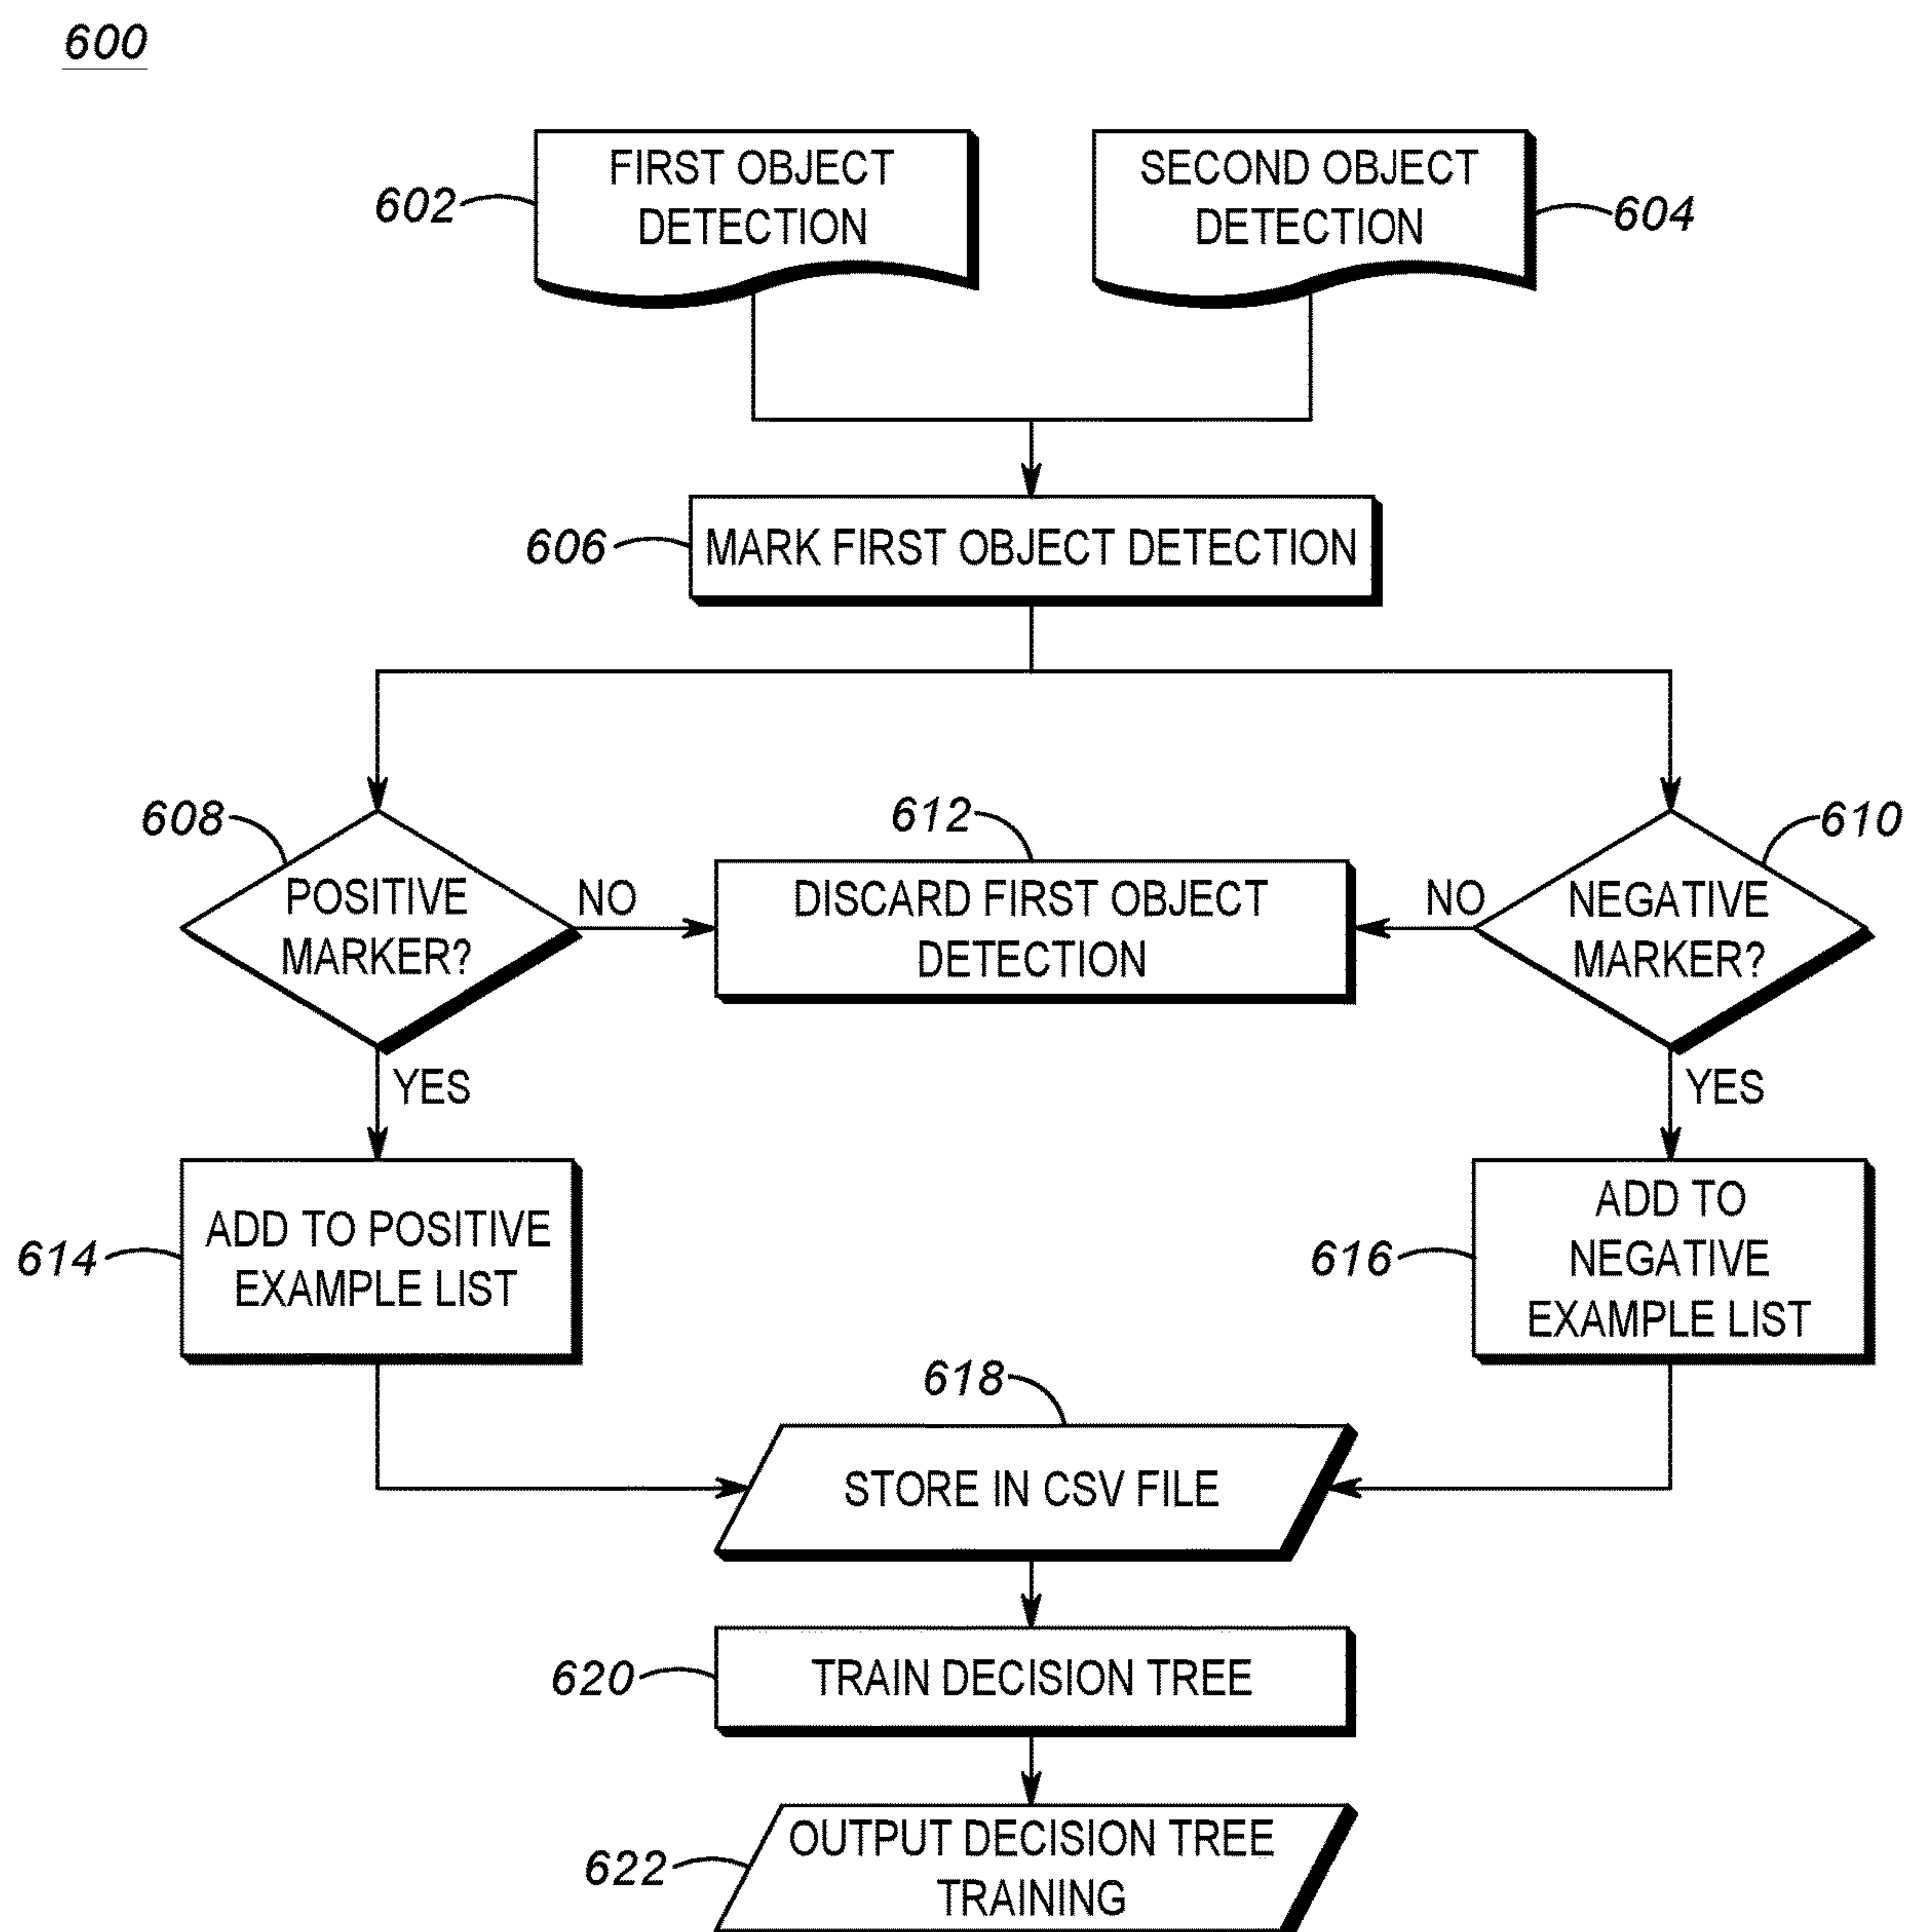 600
FIRST OBJECT
DETECTION
602
SECOND OBJECT
DETECTION
604
606
MARK FIRST OBJECT DETECTION
608
POSITIVE
MARKER?
NO
612
DISCARD FIRST OBJECT
DETECTION
NO
610
NEGATIVE
MARKER?
YES
YES
614
ADD TO POSITIVE
EXAMPLE LIST
616
ADD TO
NEGATIVE
EXAMPLE LIST
618
STORE IN CSV FILE
620
TRAIN DECISION TREE
622
OUTPUT DECISION TREE
TRAINING